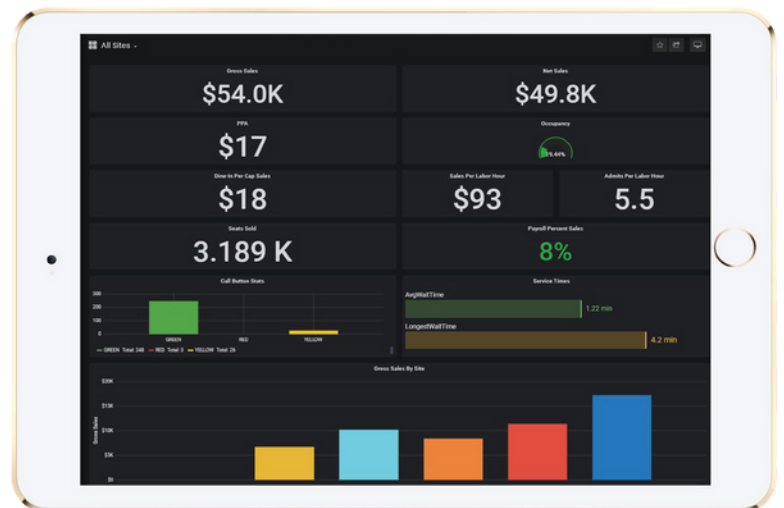 All Sites
Gross Sales
$54.0K
Net Sales
$49.8K
PPA
$17
Occupancy
29.44%
Dine-In Per Cap Sales
$18
Sales Per Labor Hour
$93
Admits Per Labor Hour
5.5
Seats Sold
3.189 K
Payroll Percent Sales
8%
Call Button Stats
300
200
100
0
GREEN RED YELLOW
GREEN Total: 248 RED Total: 3 YELLOW Total: 26
Service Times
AvgWaitTime
1.22 min
LongestWaitTime
4.2 min
Gross Sales By Site
Gross Sales
$20K
$15K
$10K
$5K
$0